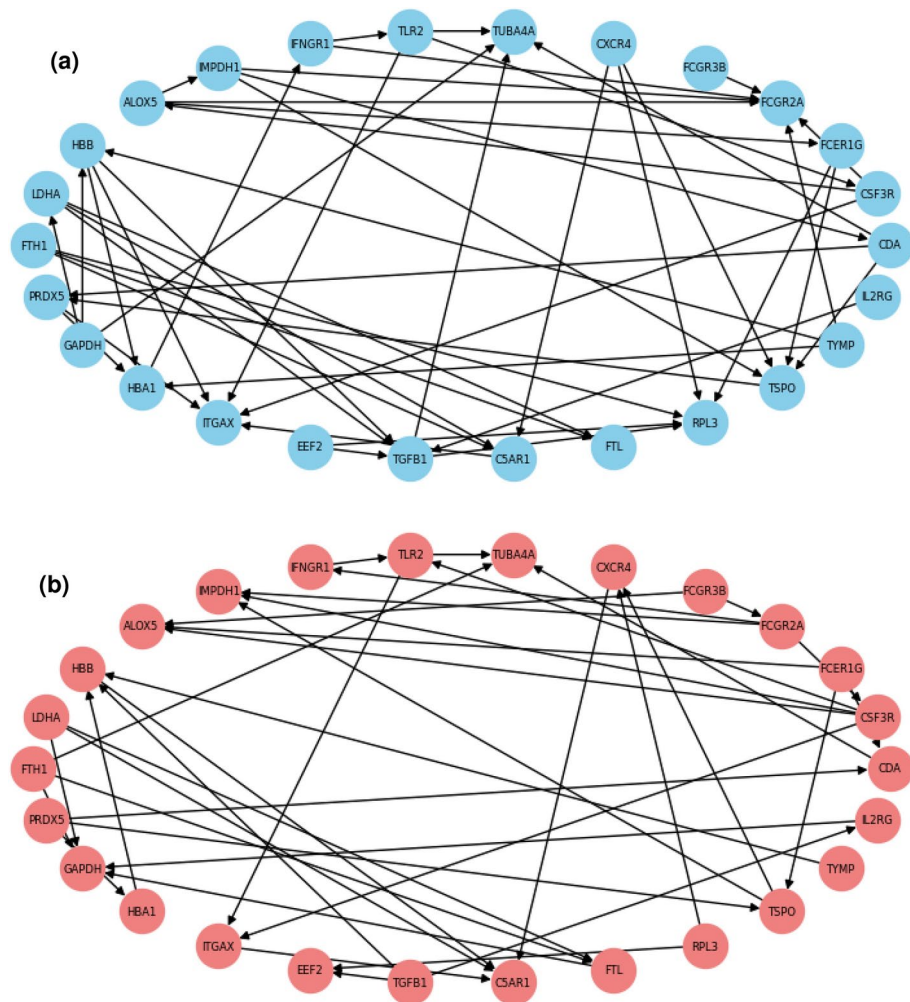 (a)
TLR2
TUBA4A
CXCR4
IFNGR1
IMPDH1
FCGR3B
ALOX5
FCGR2A
HBB
FCER1G
LDHA
CSF3R
FTH1
CDA
PRDX5
IL2RG
GAPDH
TYMP
HBA1
TSPO
ITGAX
RPL3
EEF2
FTL
TGFB1
C5AR1
(b)
TLR2
TUBA4A
CXCR4
IFNGR1
IMPDH1
FCGR3B
ALOX5
FCGR2A
HBB
FCER1G
LDHA
CSF3R
FTH1
CDA
PRDX5
IL2RG
GAPDH
TYMP
HBA1
TSPO
ITGAX
RPL3
EEF2
FTL
TGFB1
C5AR1